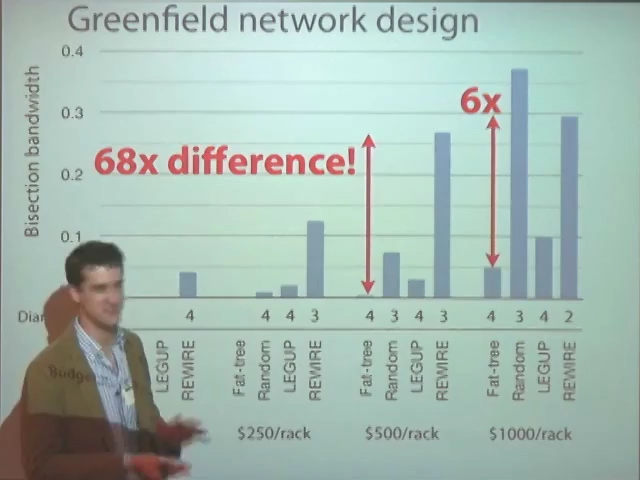 Greenfield network design
0.4
0.3
0.2
0.1
Bisection bandwidth
68x difference!
6x
4 4 4 3 4 3 4 3 4 3 4 2
LEGUP
REWIRE
Fat-tree
Random
LEGUP
REWIRE
Fat-tree
Random
LEGUP
REWIRE
Fat-tree
Random
LEGUP
REWIRE
$250/rack
$500/rack
$1000/rack